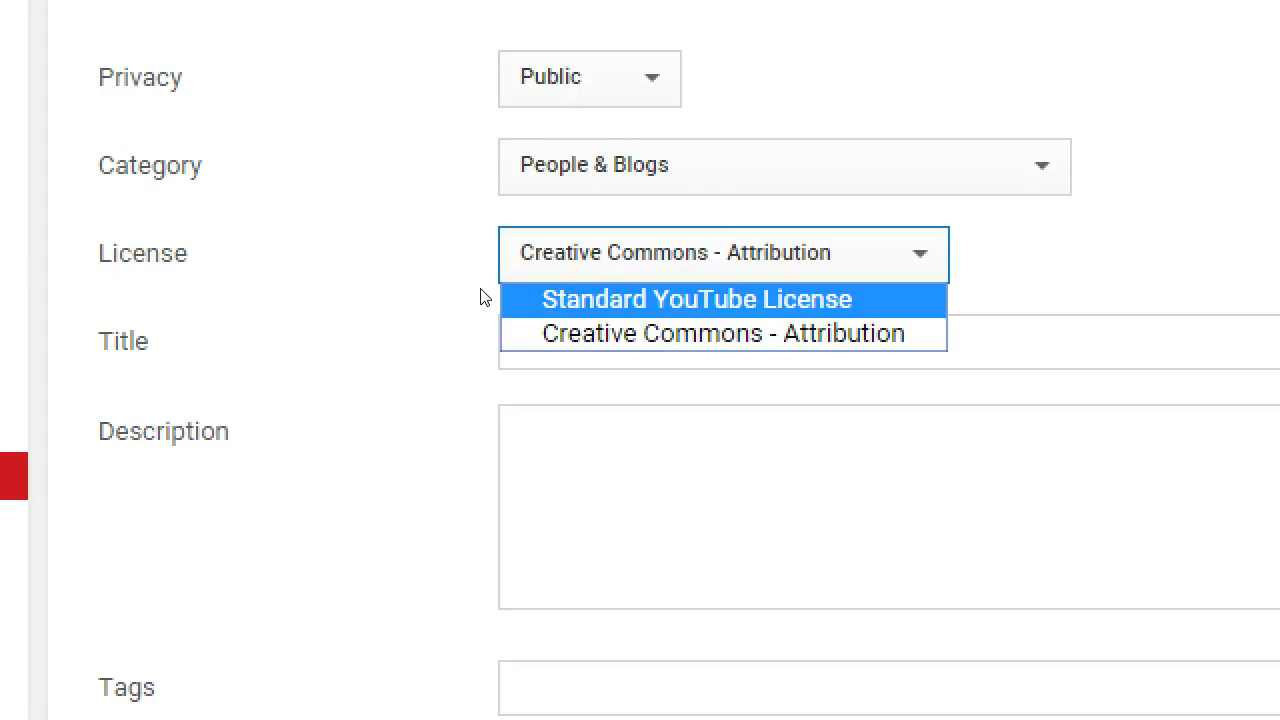 Privacy
Public
Category
People & Blogs
License
Creative Commons - Attribution
Standard YouTube License
Creative Commons - Attribution
Title
Description
Tags